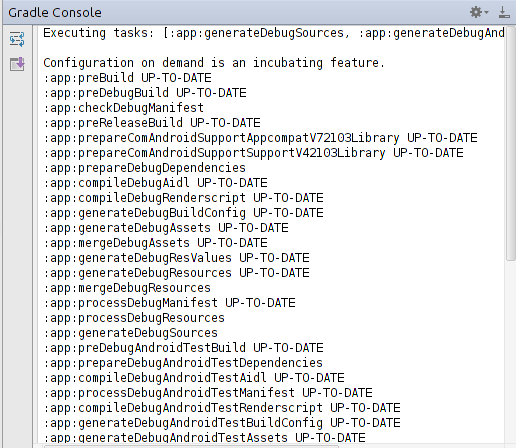 Gradle Console
Executing tasks: [:app:generateDebugSources, :app:generateDebugAnd
Configuration on demand is an incubating feature.
:app:preBuild UP-TO-DATE
:app:preDebugBuild UP-TO-DATE
:app:checkDebugManifest
:app:preReleaseBuild UP-TO-DATE
:app:prepareComAndroidSupportAppcompatV72103Library UP-TO-DATE
:app:prepareComAndroidSupportSupportV42103Library UP-TO-DATE
:app:prepareDebugDependencies
:app:compileDebugAidl UP-TO-DATE
:app:compileDebugRenderscript UP-TO-DATE
:app:generateDebugBuildConfig UP-TO-DATE
:app:generateDebugAssets UP-TO-DATE
:app:mergeDebugAssets UP-TO-DATE
:app:generateDebugResValues UP-TO-DATE
:app:generateDebugResources UP-TO-DATE
:app:mergeDebugResources
:app:processDebugManifest UP-TO-DATE
:app:processDebugResources
:app:generateDebugSources
:app:preDebugAndroidTestBuild UP-TO-DATE
:app:prepareDebugAndroidTestDependencies
:app:compileDebugAndroidTestAidl UP-TO-DATE
:app:processDebugAndroidTestManifest UP-TO-DATE
:app:compileDebugAndroidTestRenderscript UP-TO-DATE
:app:generateDebugAndroidTestBuildConfig UP-TO-DATE
:app:generateDebugAndroidTestAssets UP-TO-DATE